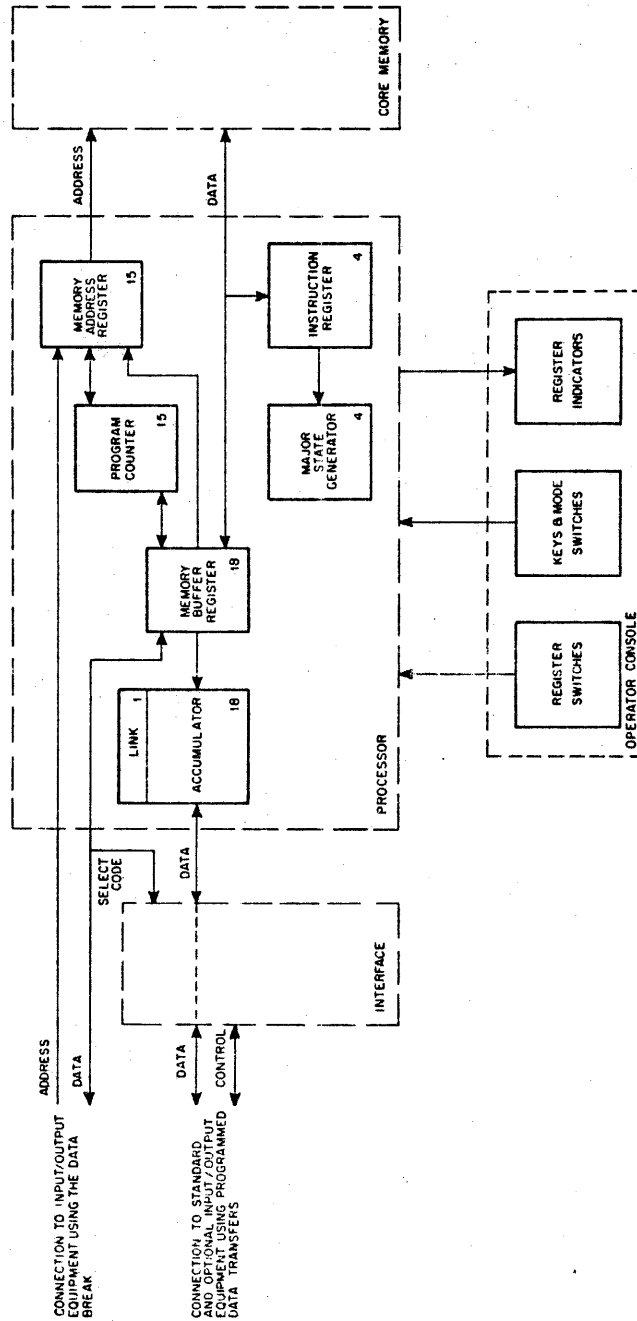 CONNECTION TO INPUT/OUTPUT
EQUIPMENT USING THE DATA
BREAK
ADDRESS
DATA
CONNECTION TO STANDARD
AND OPTIONAL INPUT/OUTPUT
EQUIPMENT USING PROGRAMMED
DATA TRANSFERS
DATA
CONTROL
INTERFACE
SELECT
CODE
DATA
LINK
1
ACCUMULATOR
18
MEMORY
BUFFER
REGISTER
18
PROGRAM
COUNTER
15
MEMORY
ADDRESS
REGISTER
15
MAJOR
STATE
GENERATOR
4
INSTRUCTION
REGISTER
4
PROCESSOR
ADDRESS
DATA
CORE MEMORY
REGISTER
SWITCHES
KEYS & MODE
SWITCHES
REGISTER
INDICATORS
OPERATOR CONSOLE